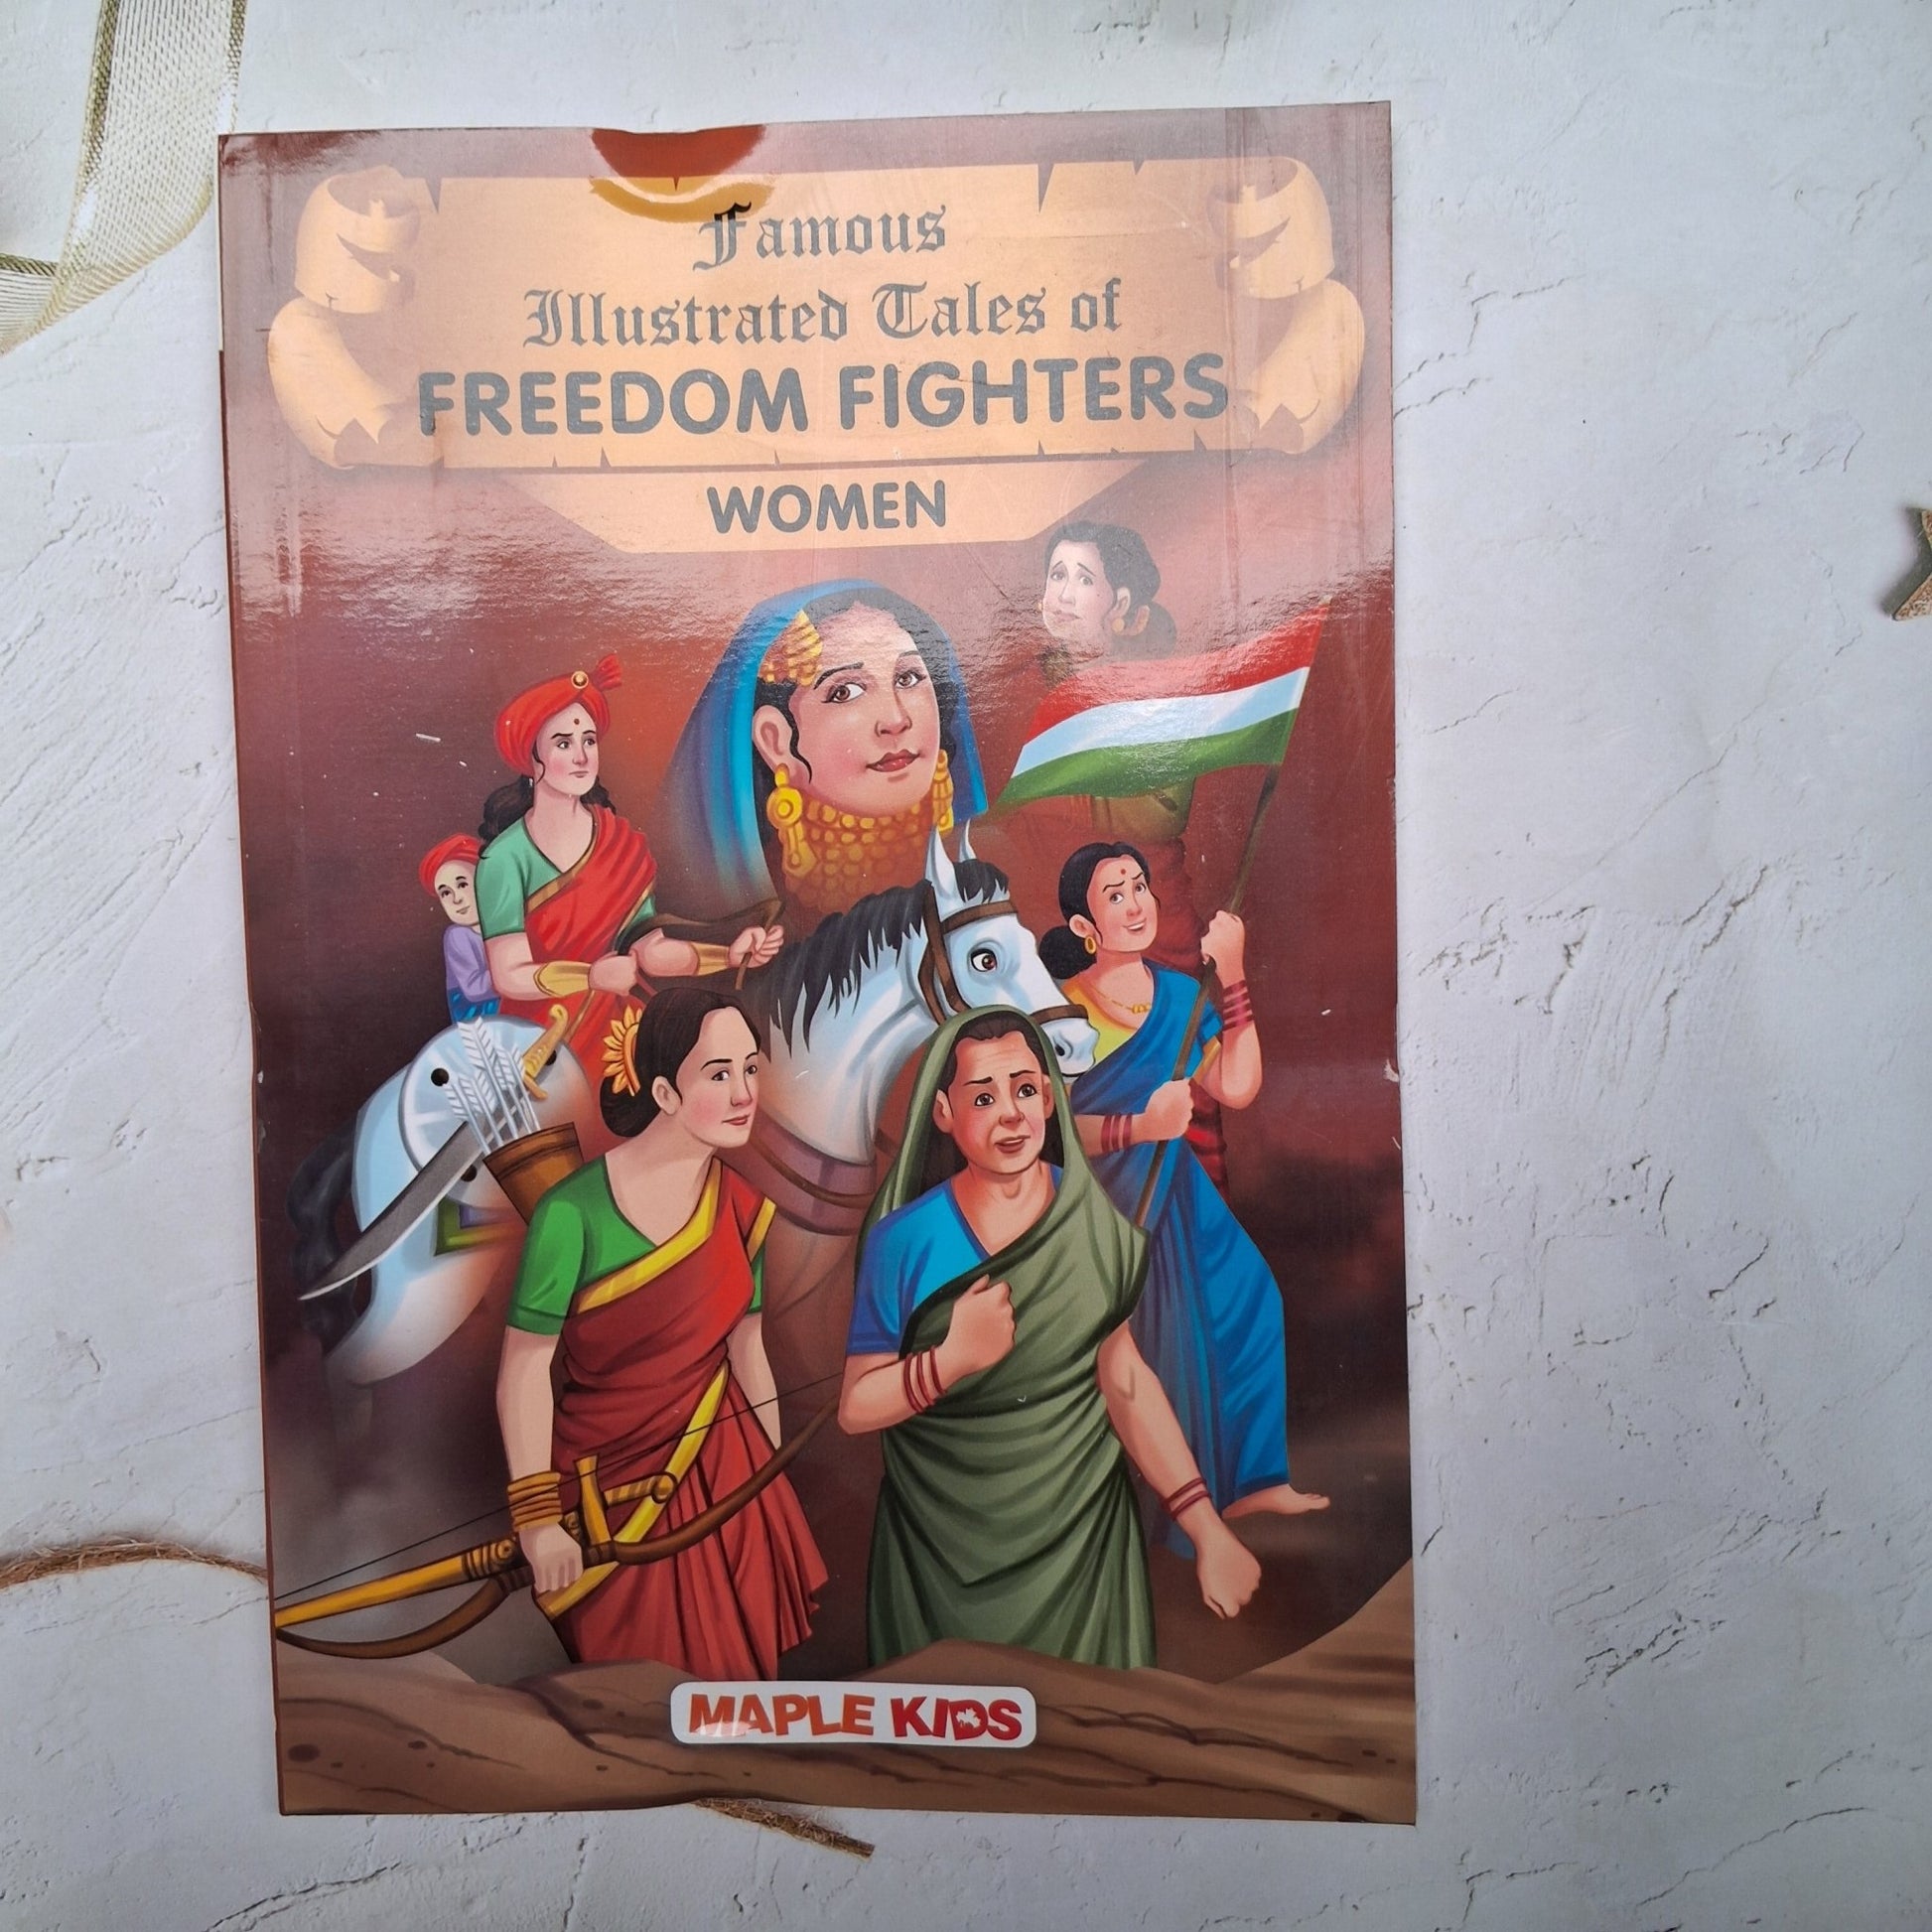 Famous
Illustrated Tales of
FREEDOM FIGHTERS
WOMEN
MAPLE KIDS